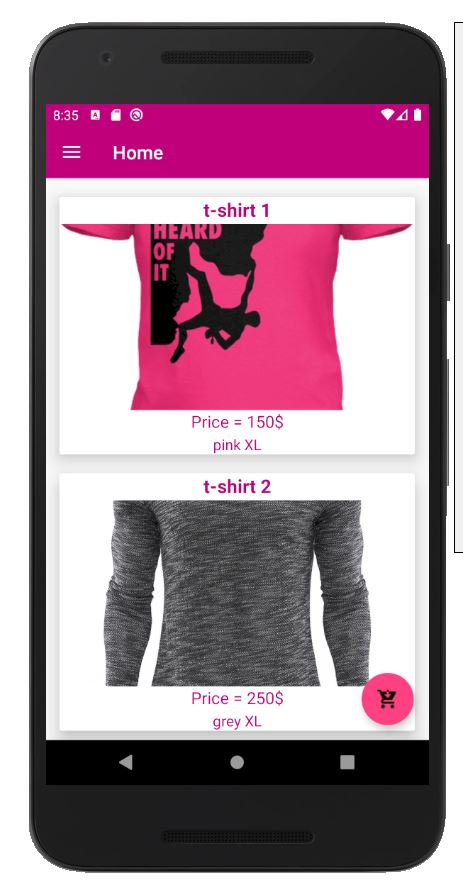 8:35
Home
t-shirt 1
HEARD
OF
IT
Price = 150$
pink XL
t-shirt 2
Price = 250$
grey XL